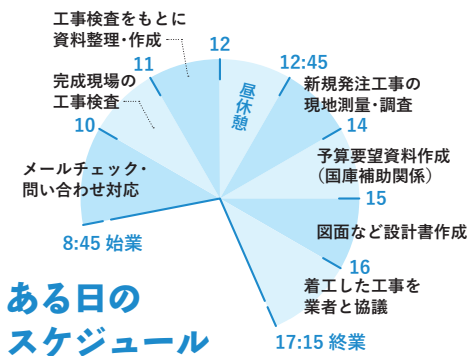 工事検査をもとに
資料整理・作成
12
11
12:45
完成現場の
工事検査
昼休憩
新規発注工事の
現地測量・調査
10
14
メールチェック・
問い合わせ対応
予算要望資料作成
（国庫補助関係）
15
8:45 始業
図面など設計書作成
16
着工した工事を
業者と協議
17:15 終業
ある日の
スケジュール